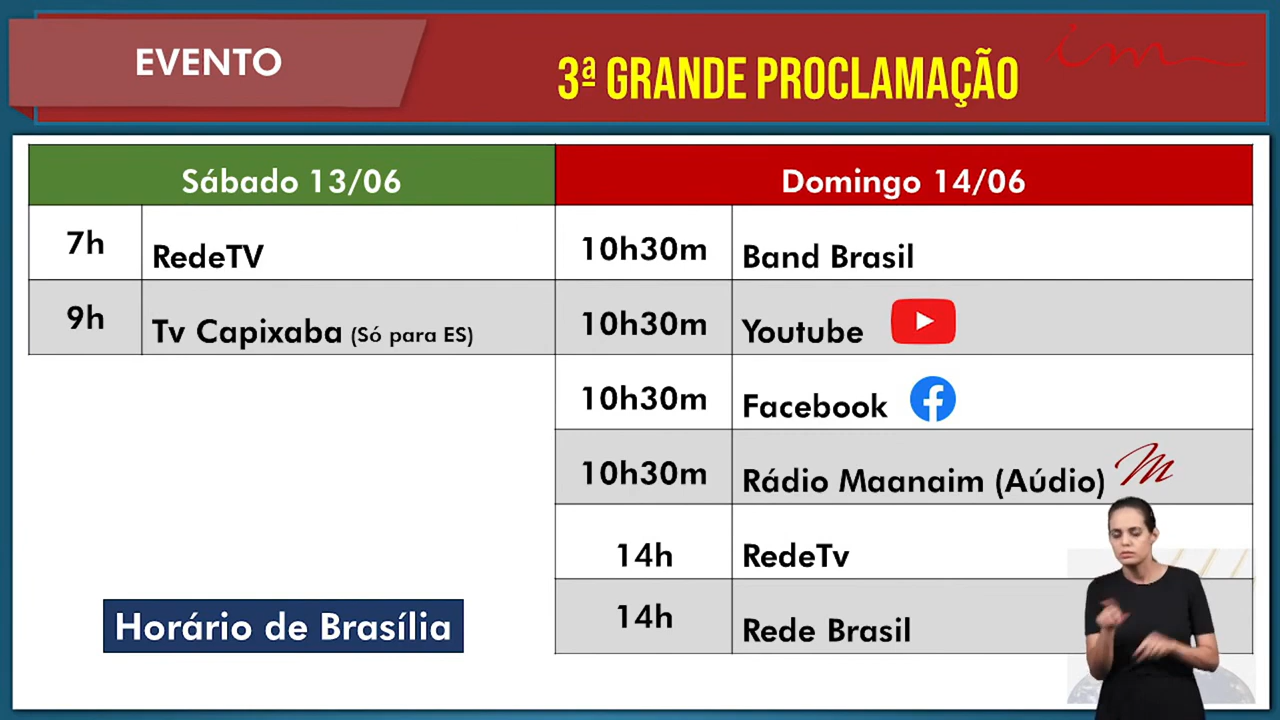 EVENTO
3ª GRANDE PROCLAMAÇÃO
im
Sábado 13/06
Domingo 14/06
7h RedeTV
9h Tv Capixaba (Só para ES)
10h30m Band Brasil
10h30m Youtube
10h30m Facebook
10h30m Rádio Maanaim (Aúdio) M
14h RedeTv
14h Rede Brasil
Horário de Brasília